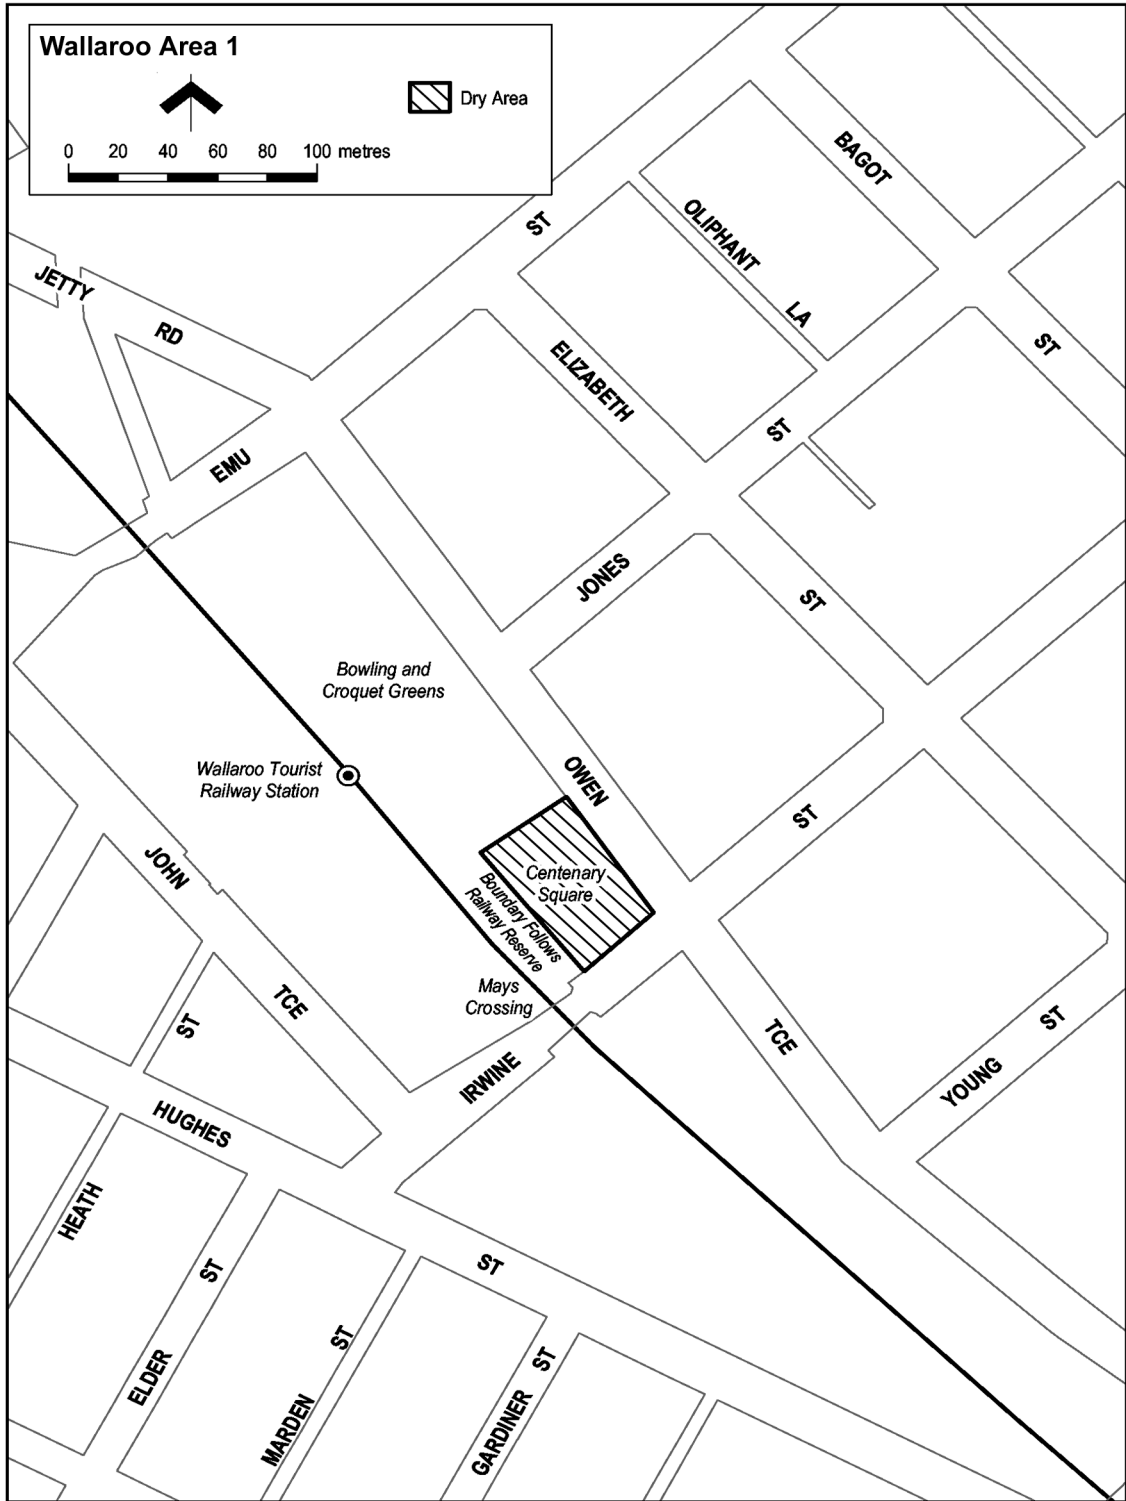 Wallaroo Area 1
Dry Area
0 20 40 60 80 100 metres
BAGOT
ST
OLIPHANT
LA
ST
JETTY
RD
ELIZABETH
ST
EMU
JONES
ST
Bowling and
Croquet Greens
OWEN
Wallaroo Tourist
Railway Station
ST
JOHN
Centenary
Square
Boundary Follows
Railway Reserve
Mays
Crossing
TCE
ST
TCE
ST
IRWINE
YOUNG
HUGHES
HEATH
ST
ST
ST
ST
ELDER
MARDEN
GARDINER